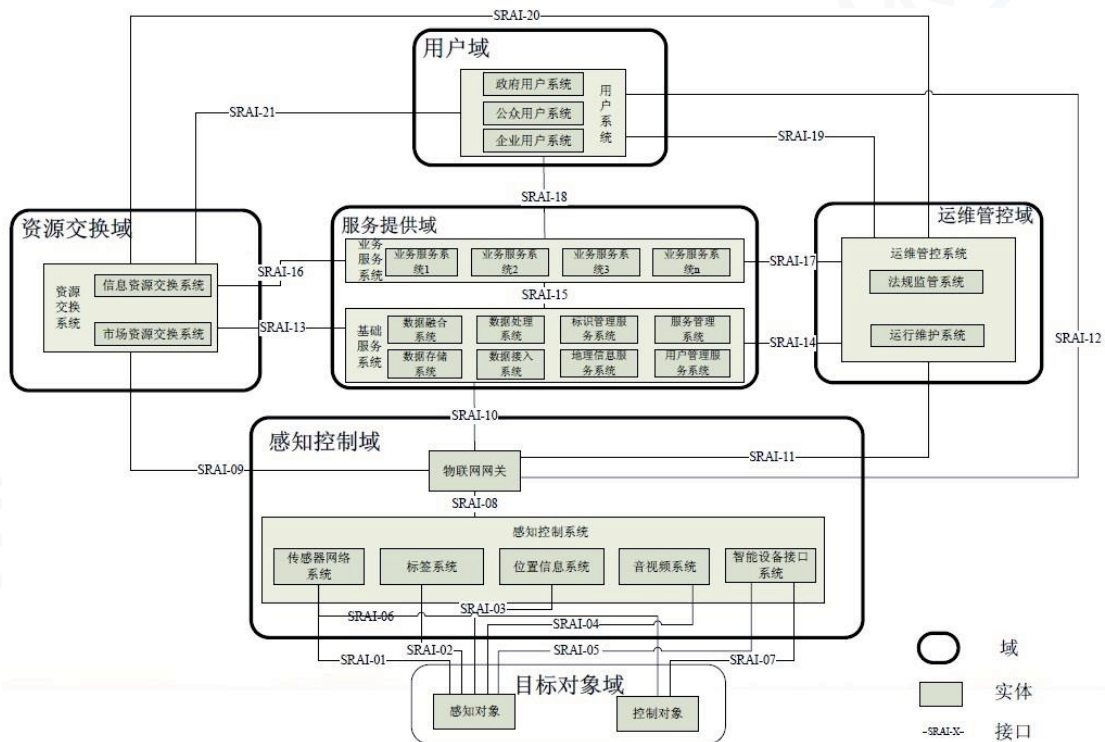 SRAI-20
用户域
政府用户系统
公众用户系统
企业用户系统
用
户
系
统
SRAI-21
SRAI-19
SRAI-18
资源交换域
服务提供域
运维管控域
资源
交换
系统
信息资源交换系统
市场资源交换系统
SRAI-16
SRAI-13
业务
服务
系统
业务服务系
统1
业务服务系
统2
业务服务系
统3
业务服务系
统n
SRAI-15
基础
服务
系统
数据融合
系统
数据处理
系统
标识管理服
务系统
服务管理
系统
数据存储
系统
数据接入
系统
地理信息服
务系统
用户管理服
务系统
SRAI-17
SRAI-14
运维管控系统
法规监管系统
运行维护系统
SRAI-12
SRAI-10
感知控制域
SRAI-09
物联网网关
SRAI-11
SRAI-08
感知控制系统
传感器网络
系统
标签系统
位置信息系统
音视频系统
智能设备接口
系统
SRAI-06
SRAI-03
SRAI-04
SRAI-01
SRAI-02
SRAI-05
SRAI-07
目标对象域
感知对象
控制对象
域
实体
-SRAI-X-
接口